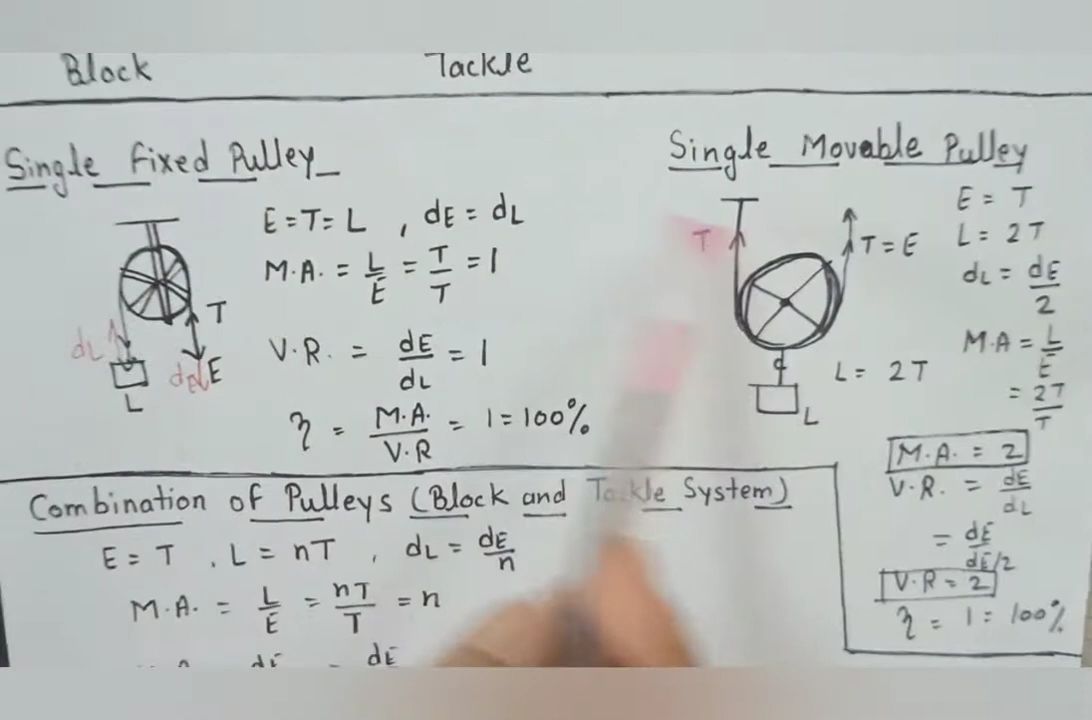 Block Tackle
Single Fixed Pulley
E = T = L , dE = dL
M.A. = L/E = T/T = 1
V.R. = dE/dL = 1
η = M.A./V.R = 1 = 100%
T
dL
dE E
L
Single Movable Pulley
T
T = E
L = 2T
L
E = T
L = 2T
dL = dE/2
M.A = L/E
= 2T/T
M.A. = 2
V.R. = dE/dL
= dE/dE/2
V.R = 2
η = 1 = 100%
Combination of Pulleys (Block and Tackle System)
E = T , L = nT , dL = dE/n
M.A. = L/E = nT/T = n
dE